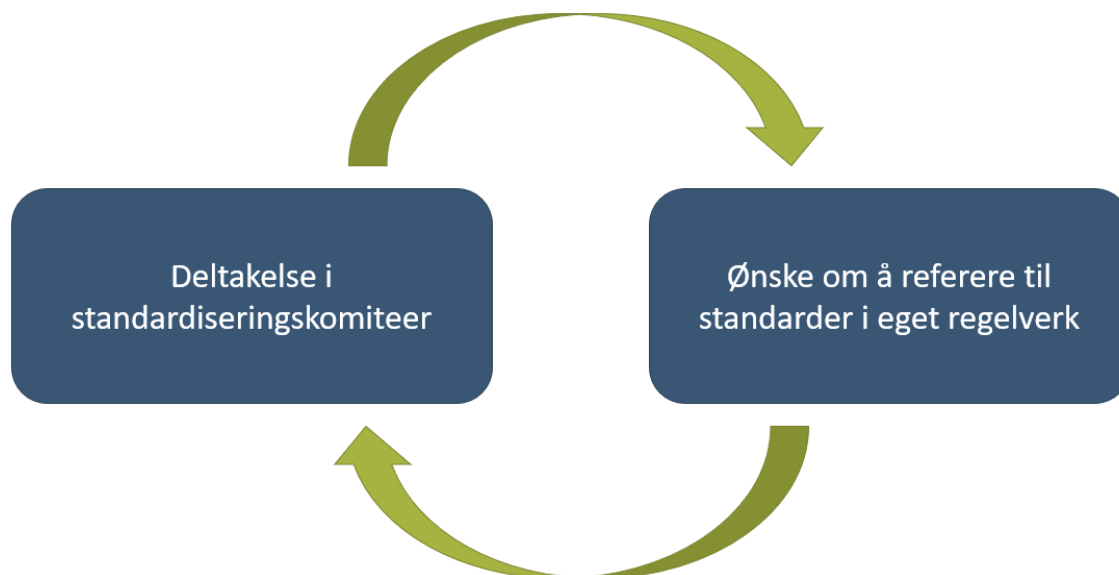 Deltakelse i
standardiseringskomiteer
Ønske om å referere til
standarder i eget regelverk